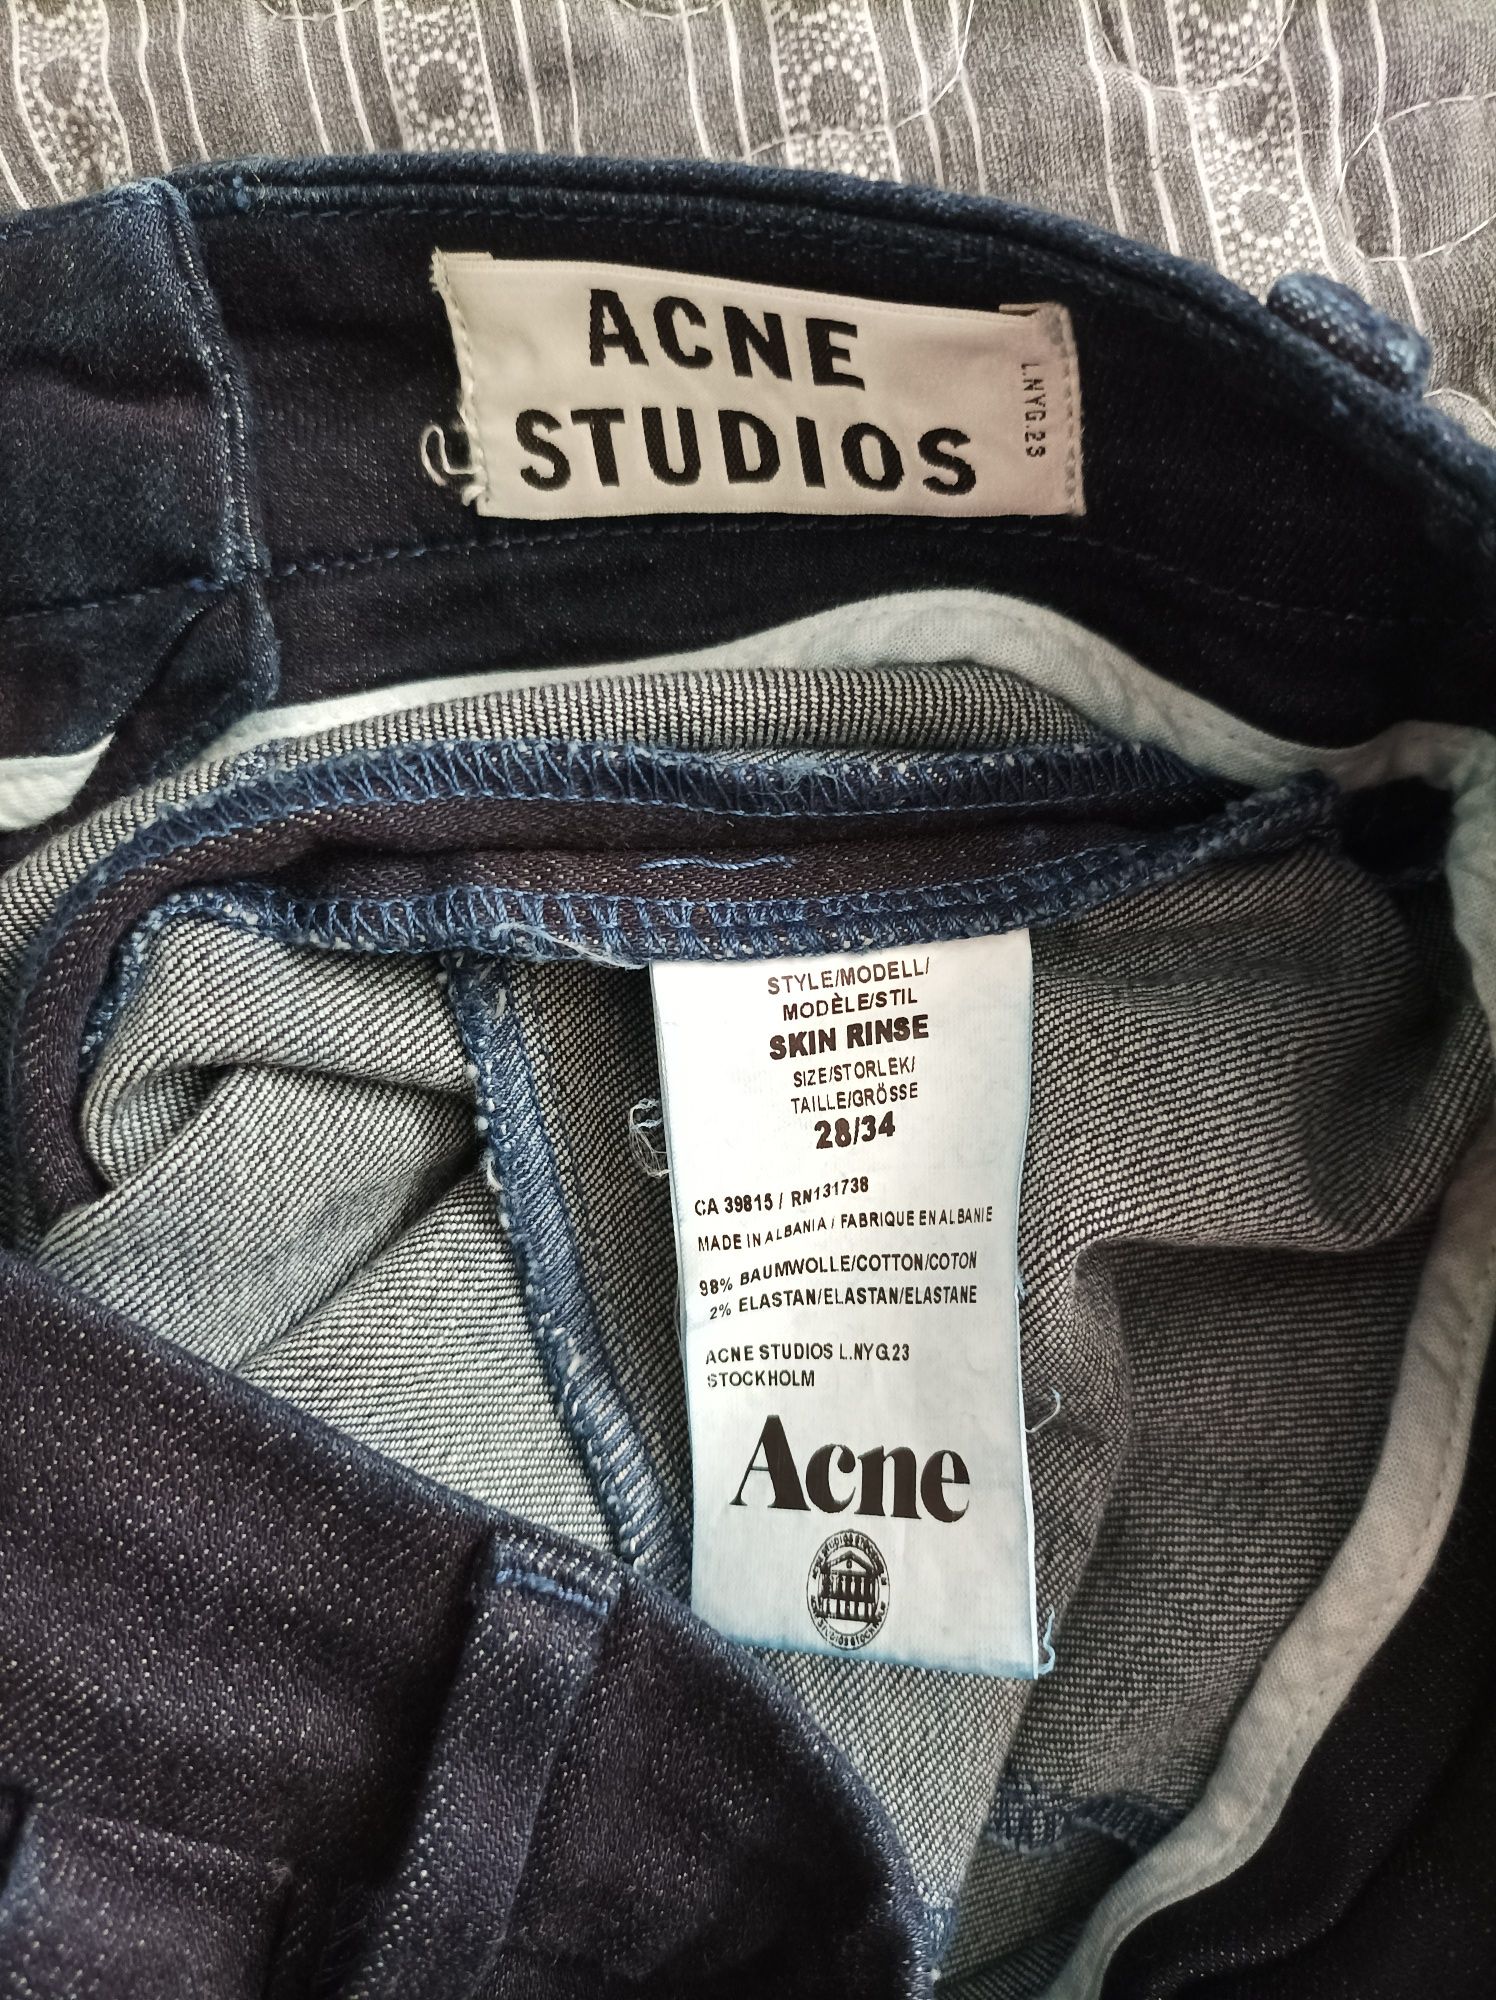 ACNE
STUDIOS
L.NYG.23
STYLE/MODELL/
MODÈLE/STIL
SKIN RINSE
SIZE/STORLEK/
TAILLE/GRÖSSE
28/34
CA 39815 / RN131738
MADE IN ALBANIA / FABRIQUE EN ALBANIE
98% BAUMWOLLE/COTTON/COTON
2% ELASTAN/ELASTAN/ELASTANE
ACNE STUDIOS L.NYG.23
STOCKHOLM
Acne